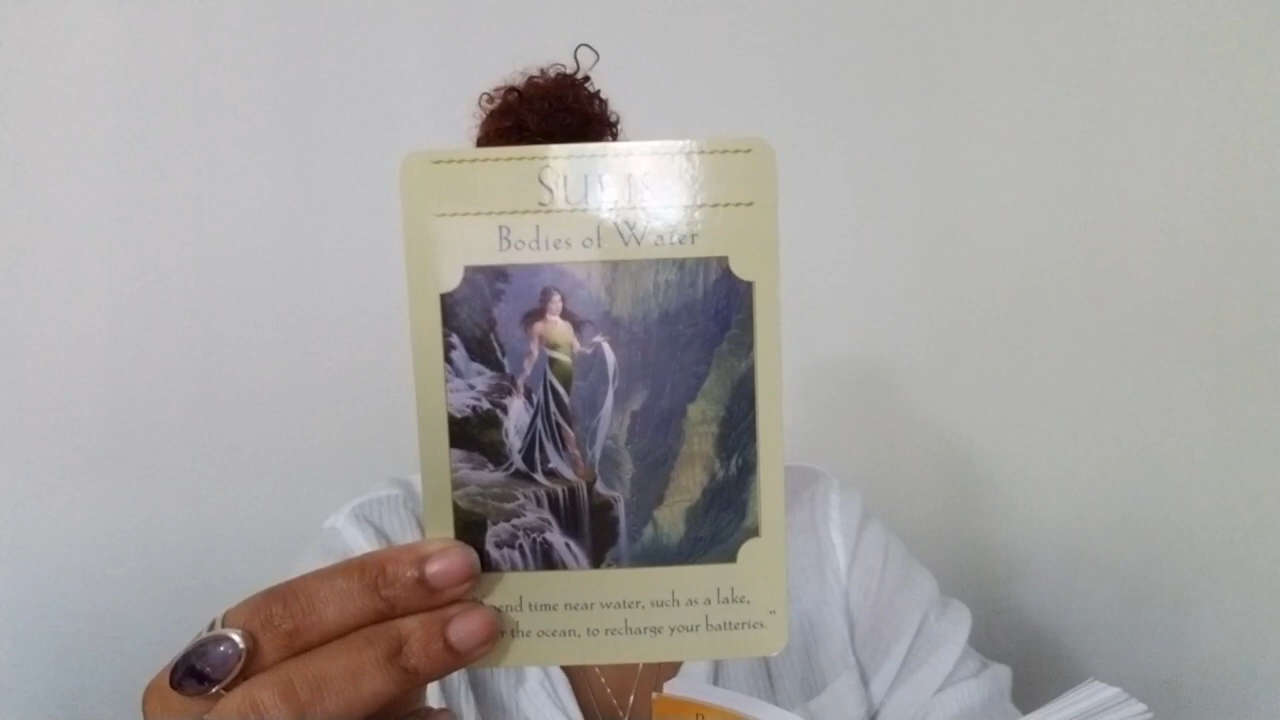 Bodies of Water
time near water, such as a lake,
the ocean, to recharge your batteries."